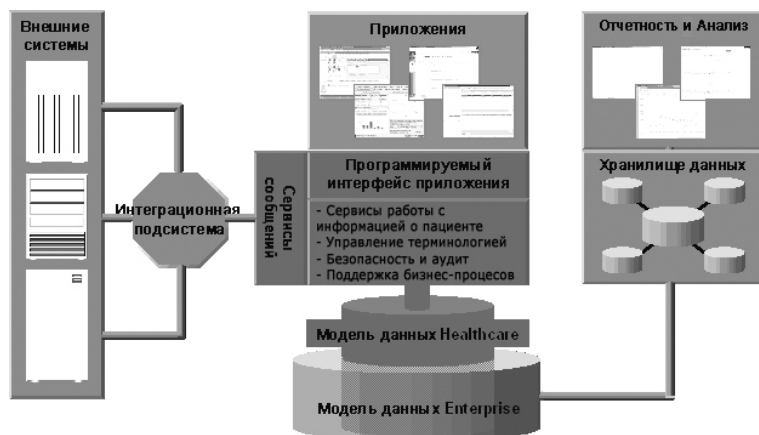 Внешние
системы
Приложения
Отчетность и Анализ
Интеграционная
подсистема
Сервисы
сообщений
Программируемый
интерфейс приложения
- Сервисы работы с
информацией о пациенте
- Управление терминологией
- Безопасность и аудит
- Поддержка бизнес-процесов
Хранилище данных
Модель данных Healthcare
Модель данных Enterprise